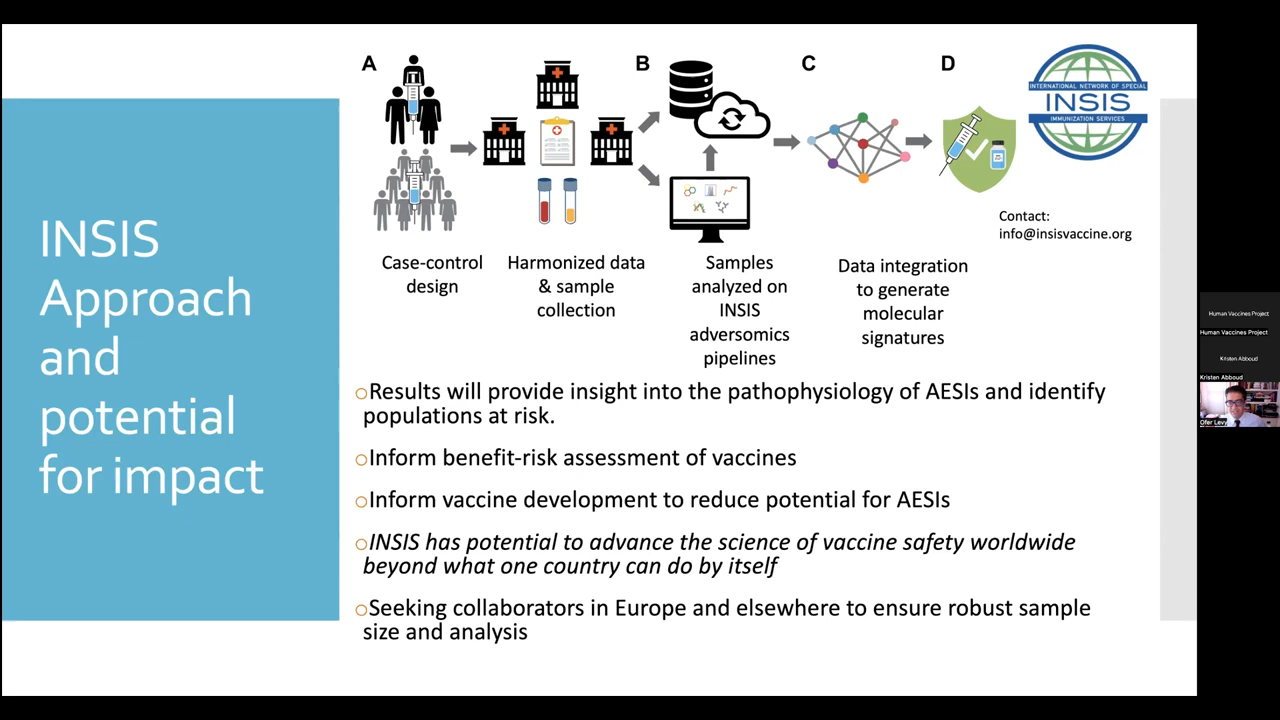 INSIS
Approach
and
potential
for impact
A
B
C
D
INTERNATIONAL NETWORK OF SPECIAL
INSIS
IMMUNIZATION SERVICES
Contact:
info@insisvaccine.org
Case-control
design
Harmonized data
& sample
collection
Samples
analyzed on
INSIS
adversomics
pipelines
Data integration
to generate
molecular
signatures
Results will provide insight into the pathophysiology of AESIs and identify
populations at risk.
Inform benefit-risk assessment of vaccines
Inform vaccine development to reduce potential for AESIs
INSIS has potential to advance the science of vaccine safety worldwide
beyond what one country can do by itself
Seeking collaborators in Europe and elsewhere to ensure robust sample
size and analysis
Human Vaccines Project
Human Vaccines Project
Kristen Abboud
Kristen Abboud
Ofer Levy